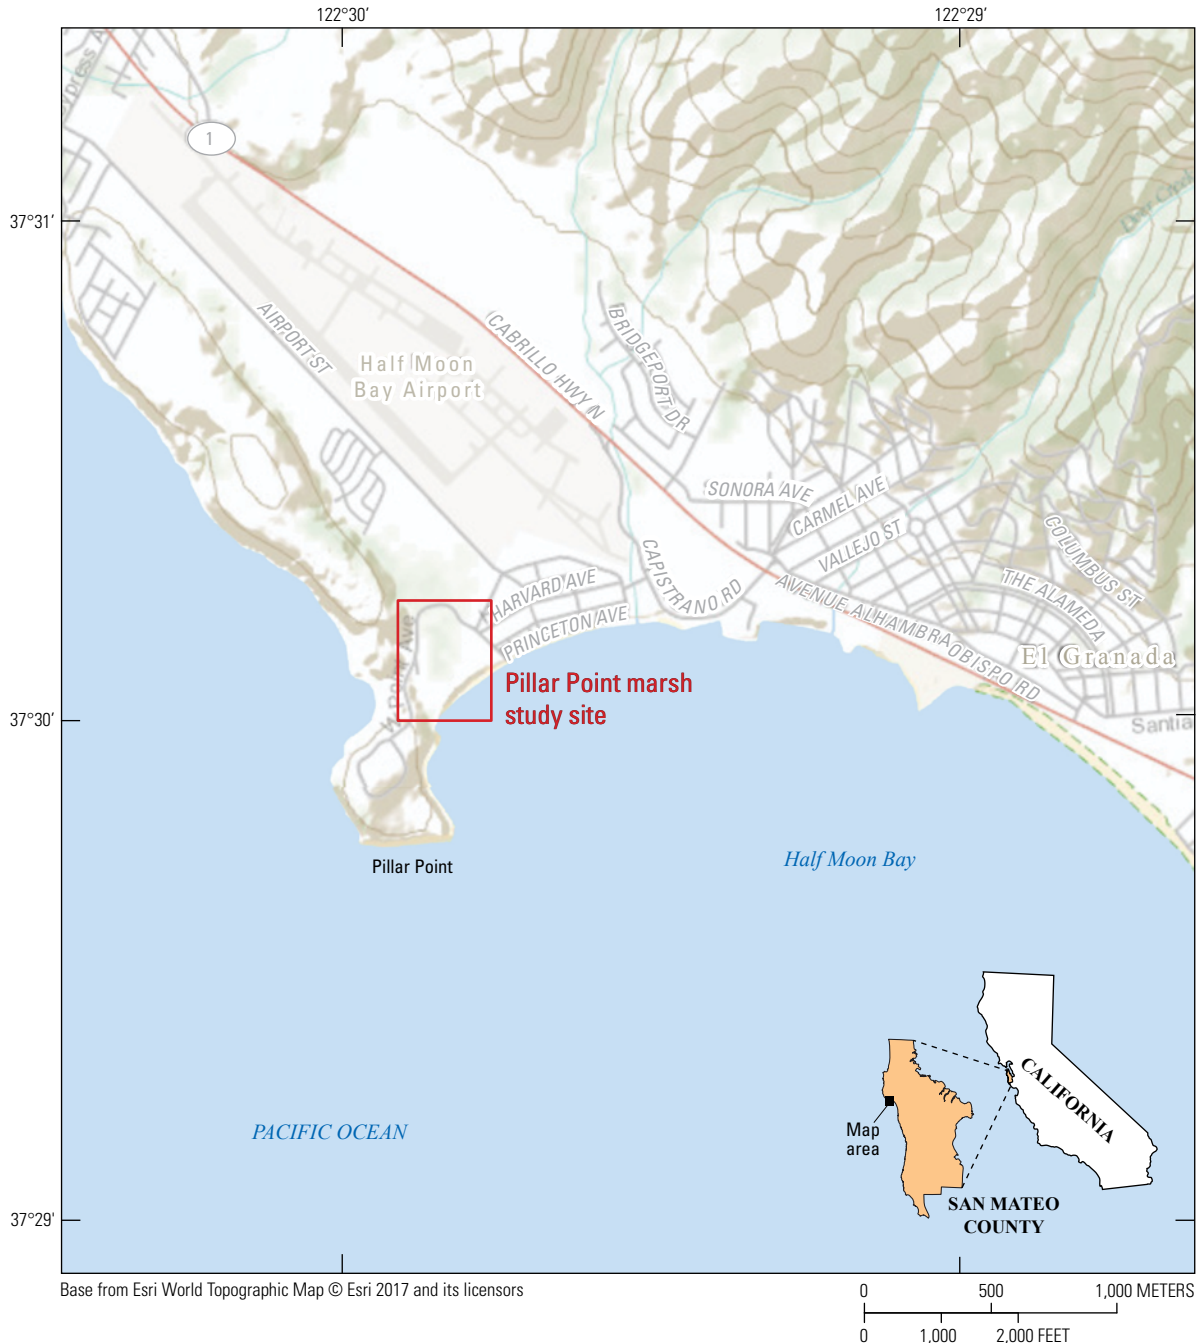 122°30′
122°29′
1
37°31′
Deer Creek
AIRPORT ST
Half Moon
Bay Airport
CABRILLO HWY N
BRIDGEPORT DR
SONORA AVE
CARMEL AVE
VALLEJO ST
COLUMBUS ST
THE ALAMEDA
CAPISTRANO RD
HARVARD AVE
PRINCETON AVE
AVENUE ALHAMBRA
OBISPO RD
El Granada
Pillar Point marsh
study site
37°30′
Santia
Pillar Point
Half Moon Bay
CALIFORNIA
Map
area
PACIFIC OCEAN
SAN MATEO
COUNTY
37°29′
Base from Esri World Topographic Map © Esri 2017 and its licensors
0 500 1,000 METERS
0 1,000 2,000 FEET